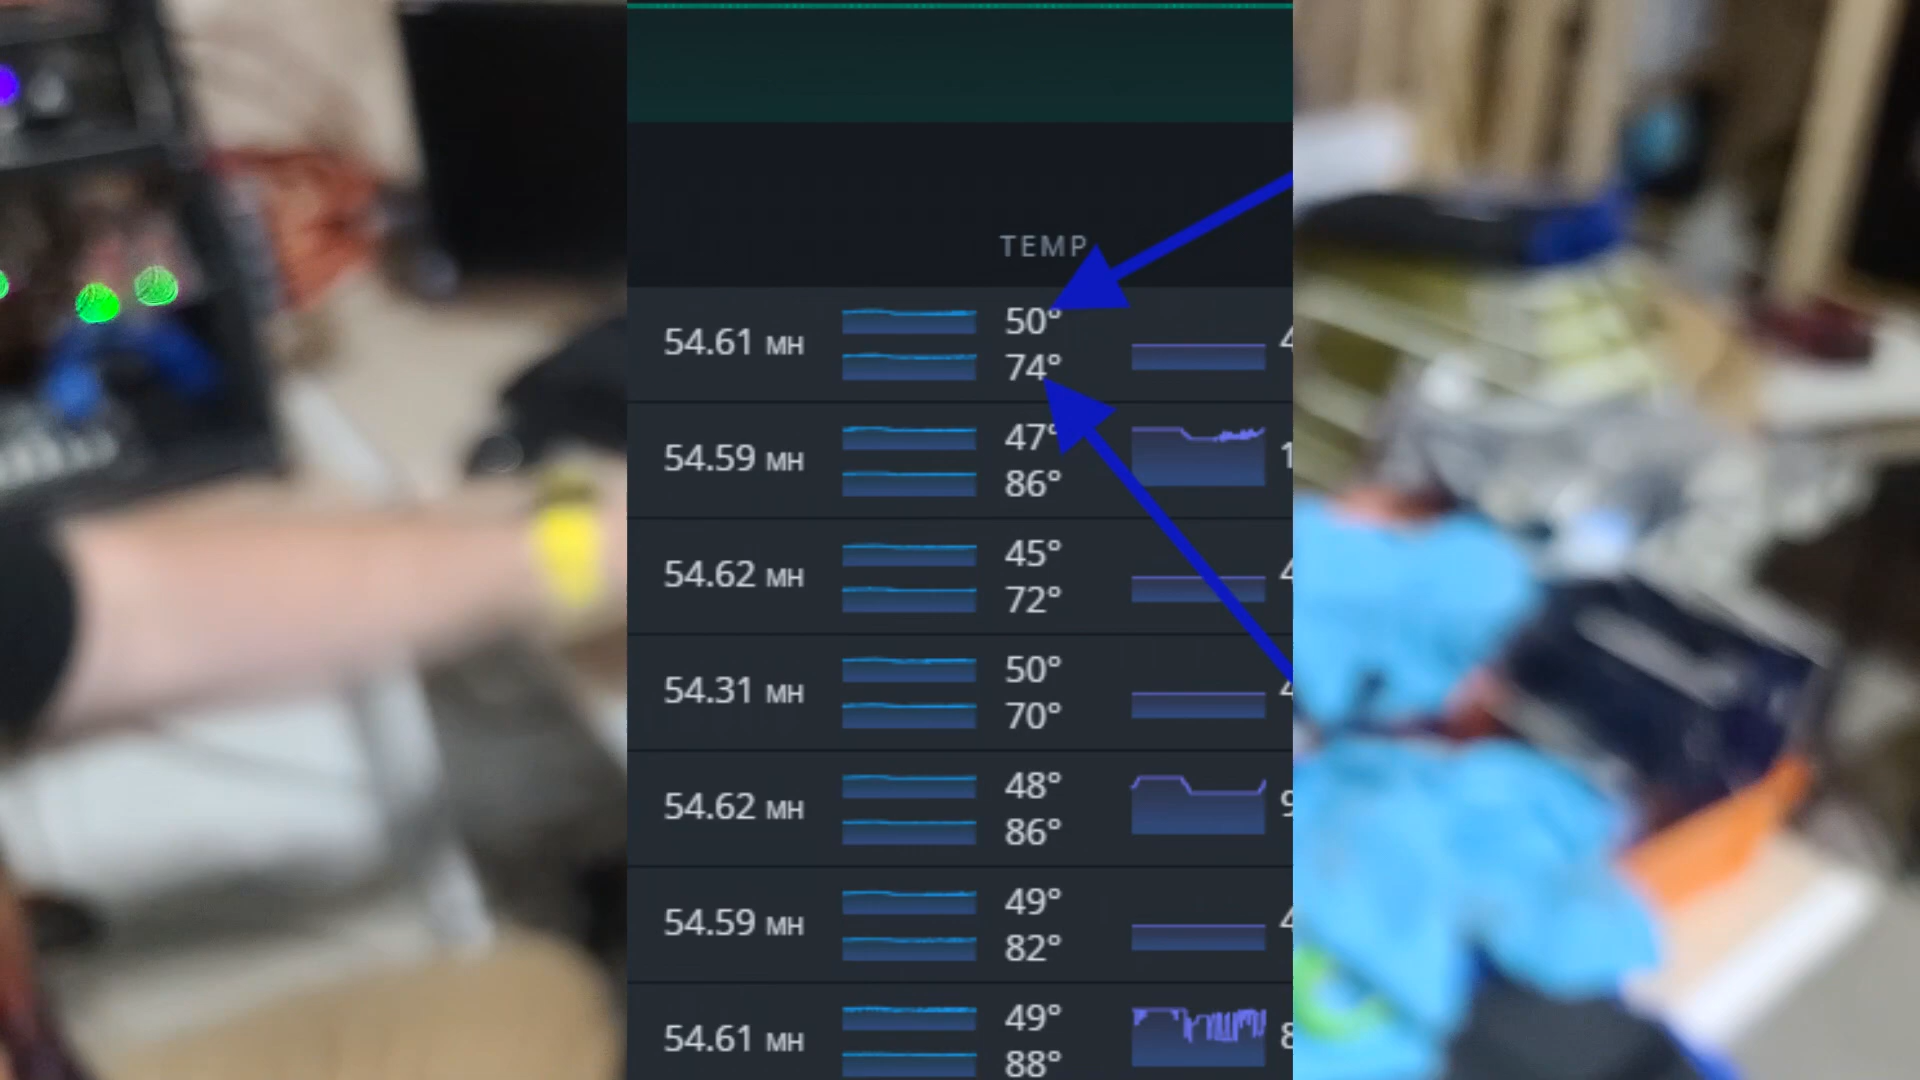 TEMP
54.61 MH 50° 74°
54.59 MH 47° 86°
54.62 MH 45° 72°
54.31 MH 50° 70°
54.62 MH 48° 86°
54.59 MH 49° 82°
54.61 MH 49° 88°